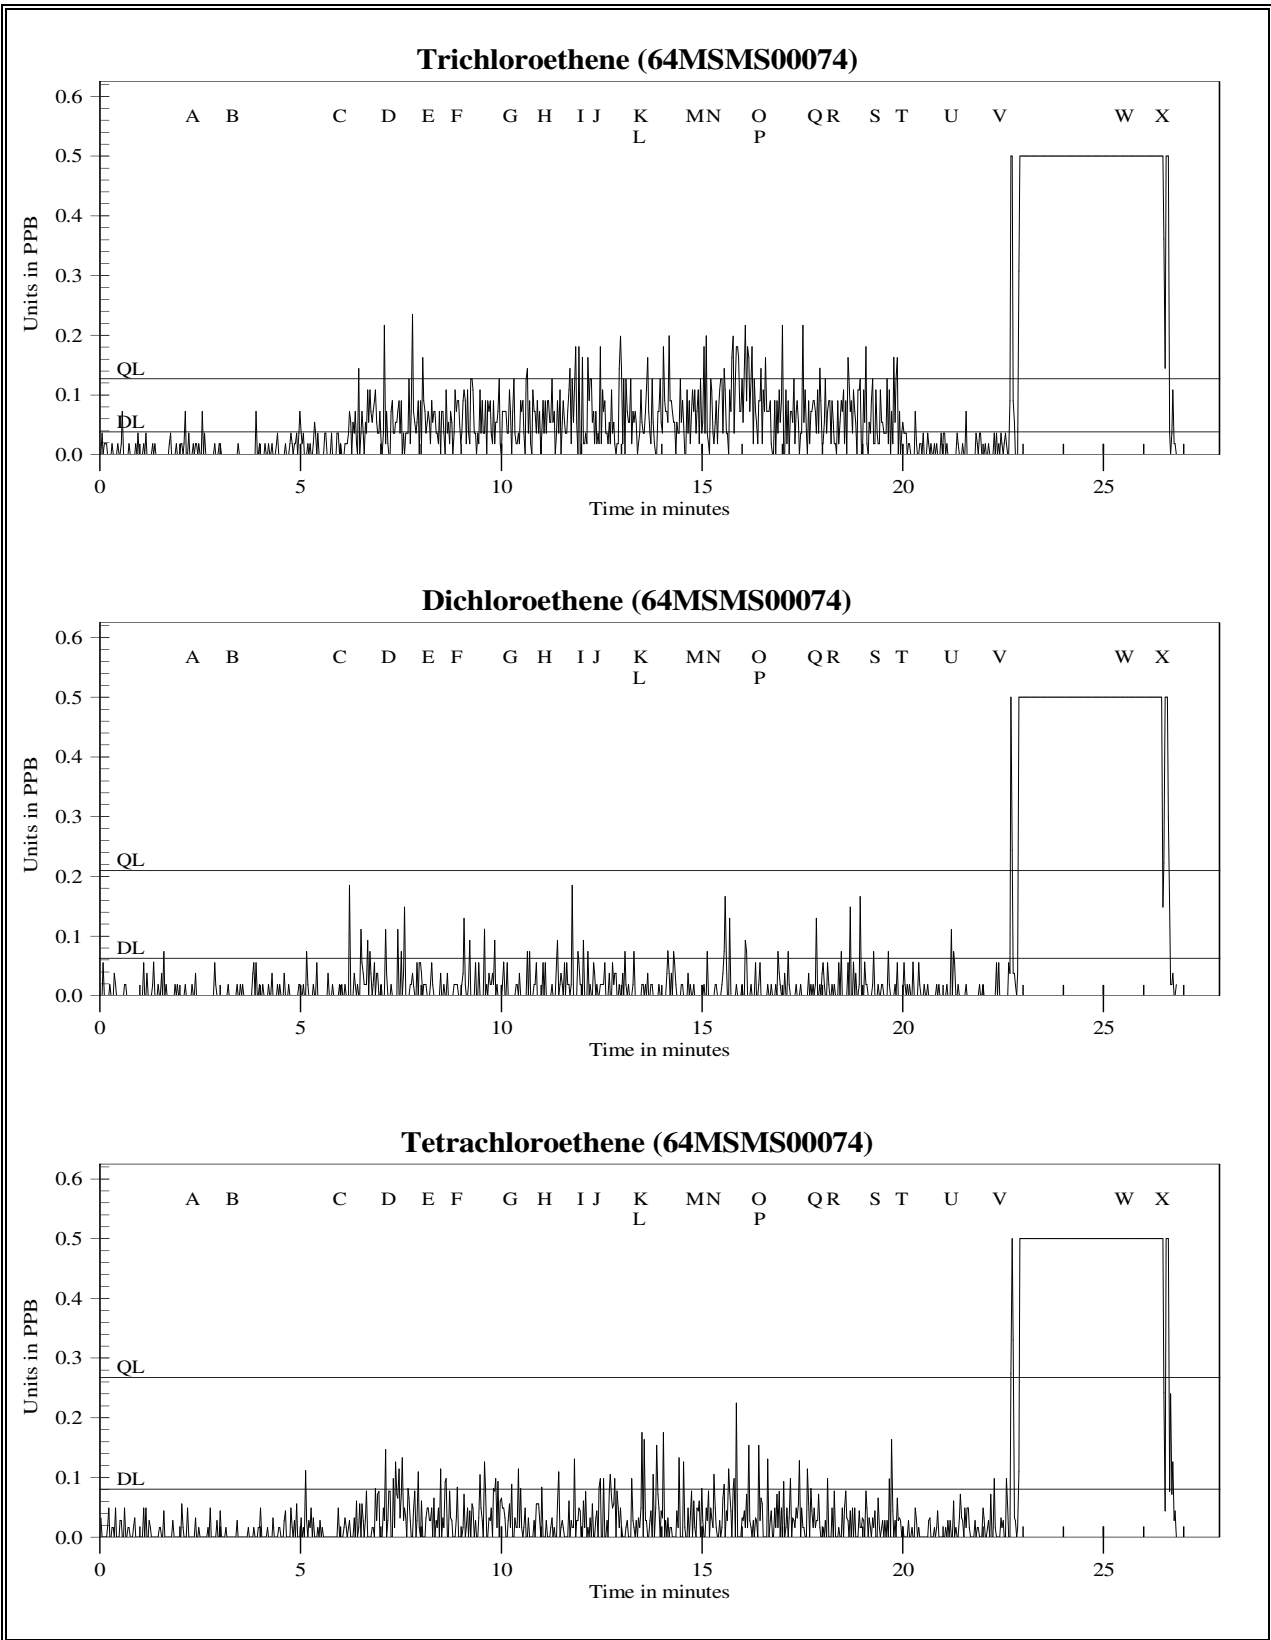 Trichloroethene (64MSMS00074)
0.6
A B C D E F G H I J K M N O Q R S T U V W X
L P
0.5
0.4
Units in PPB
0.3
0.2
QL
0.1
DL
0.0
0 5 10 15 20 25
Time in minutes
Dichloroethene (64MSMS00074)
0.6
A B C D E F G H I J K M N O Q R S T U V W X
L P
0.5
0.4
Units in PPB
0.3
QL
0.2
0.1
DL
0.0
0 5 10 15 20 25
Time in minutes
Tetrachloroethene (64MSMS00074)
0.6
A B C D E F G H I J K M N O Q R S T U V W X
L P
0.5
0.4
Units in PPB
0.3
QL
0.2
0.1
DL
0.0
0 5 10 15 20 25
Time in minutes